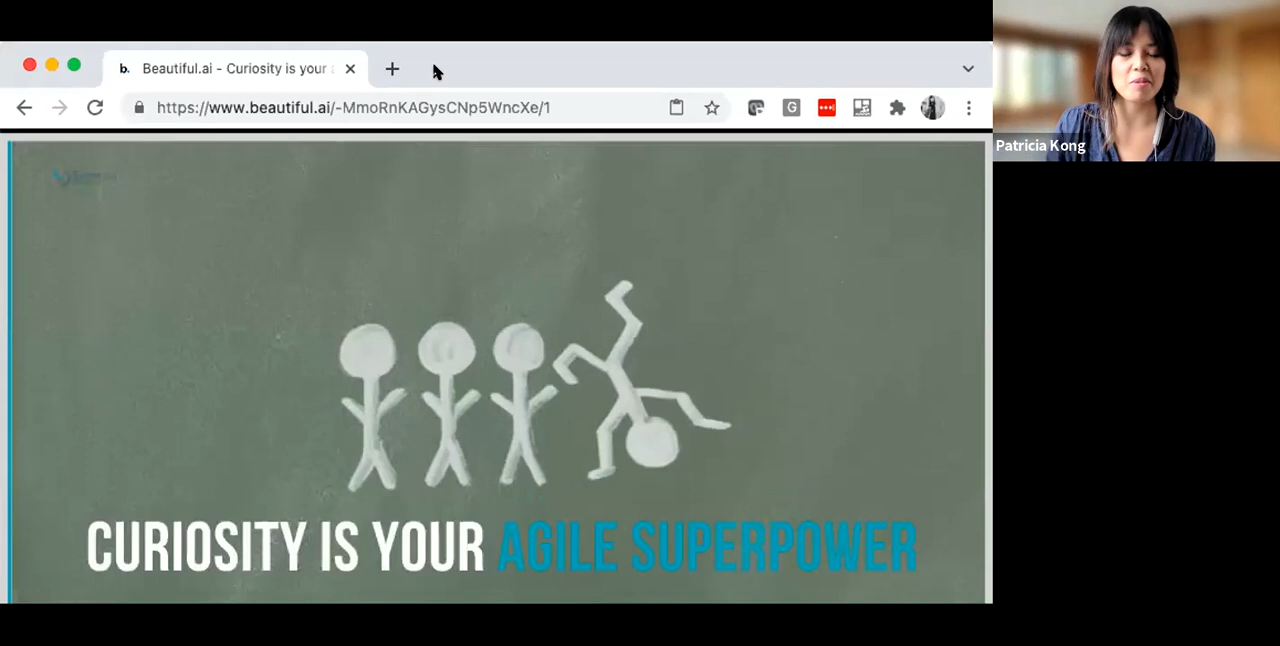 b. Beautiful.ai - Curiosity is your
https://www.beautiful.ai/-MmoRnKAGysCNp5WncXe/1
G
Patricia Kong
CURIOSITY IS YOUR AGILE SUPERPOWER